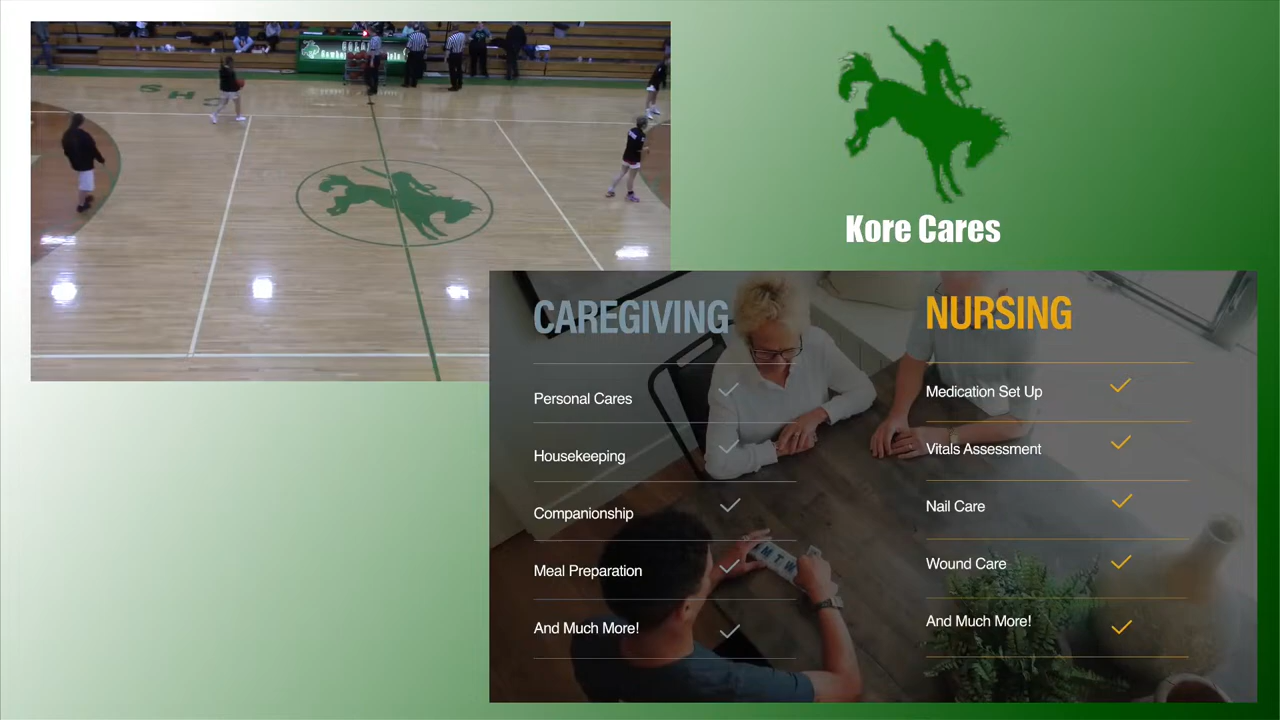 SHS
Kore Cares
CAREGIVING
Personal Cares
Housekeeping
Companionship
Meal Preparation
And Much More!
NURSING
Medication Set Up
Vitals Assessment
Nail Care
Wound Care
And Much More!
M T W